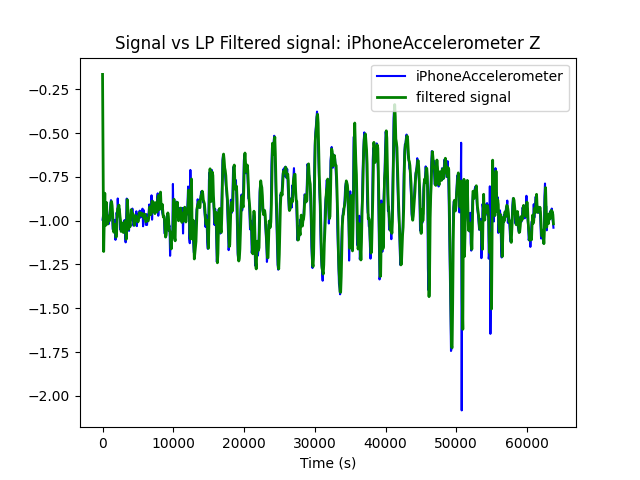 Signal vs LP Filtered signal: iPhoneAccelerometer Z
iPhoneAccelerometer
filtered signal
−0.25
−0.50
−0.75
−1.00
−1.25
−1.50
−1.75
−2.00
0 10000 20000 30000 40000 50000 60000
Time (s)